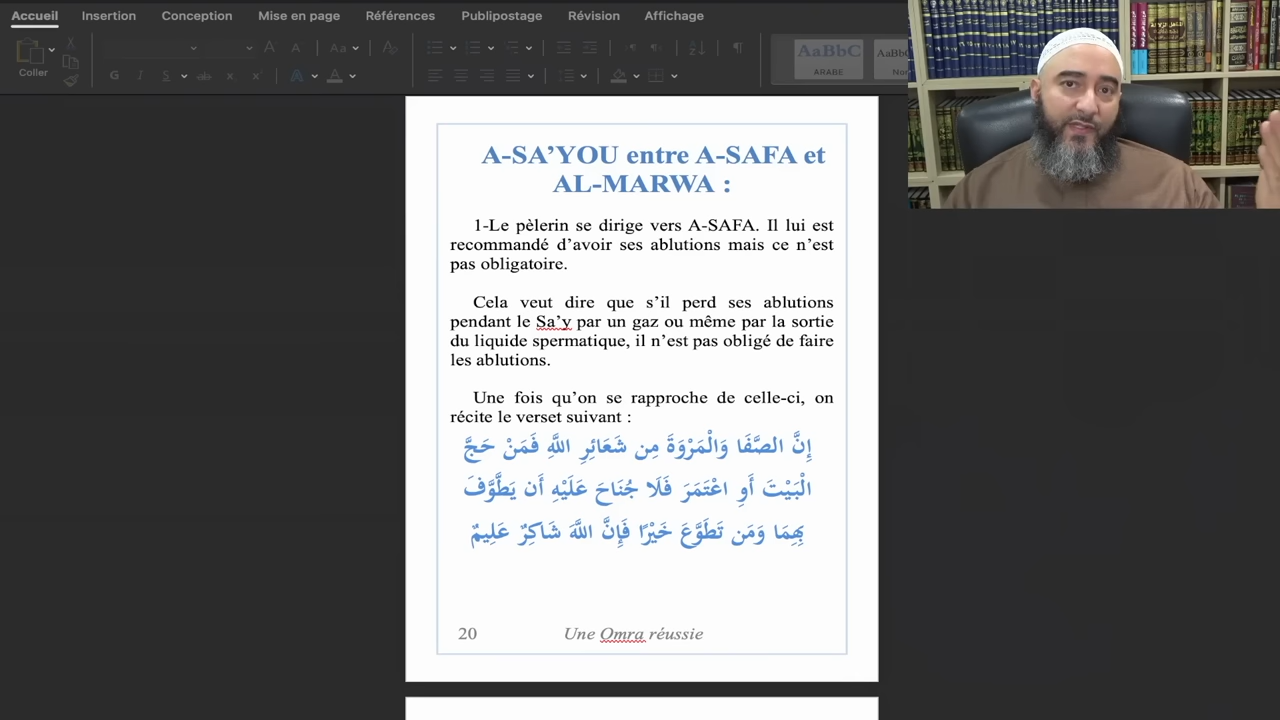 Accueil Insertion Conception Mise en page Références Publipostage Révision Affichage
Coller
G I S ab x x A A
A A Aa A
AaBbC AaBb
ARABE Nor
A-SA’YOU entre A-SAFA et
AL-MARWA :
1-Le pèlerin se dirige vers A-SAFA. Il lui est
recommandé d’avoir ses ablutions mais ce n’est
pas obligatoire.
Cela veut dire que s’il perd ses ablutions
pendant le Sa’y par un gaz ou même par la sortie
du liquide spermatique, il n’est pas obligé de faire
les ablutions.
Une fois qu’on se rapproche de celle-ci, on
récite le verset suivant :
إِنَّ الصَّفَا وَالْمَرْوَةَ مِن شَعَائِرِ اللَّهِ فَمَنْ حَجَّ
الْبَيْتَ أَوِ اعْتَمَرَ فَلَا جُنَاحَ عَلَيْهِ أَن يَطَّوَّفَ
بِهِمَا وَمَن تَطَوَّعَ خَيْرًا فَإِنَّ اللَّهَ شَاكِرٌ عَلِيمٌ
20 Une Omra réussie